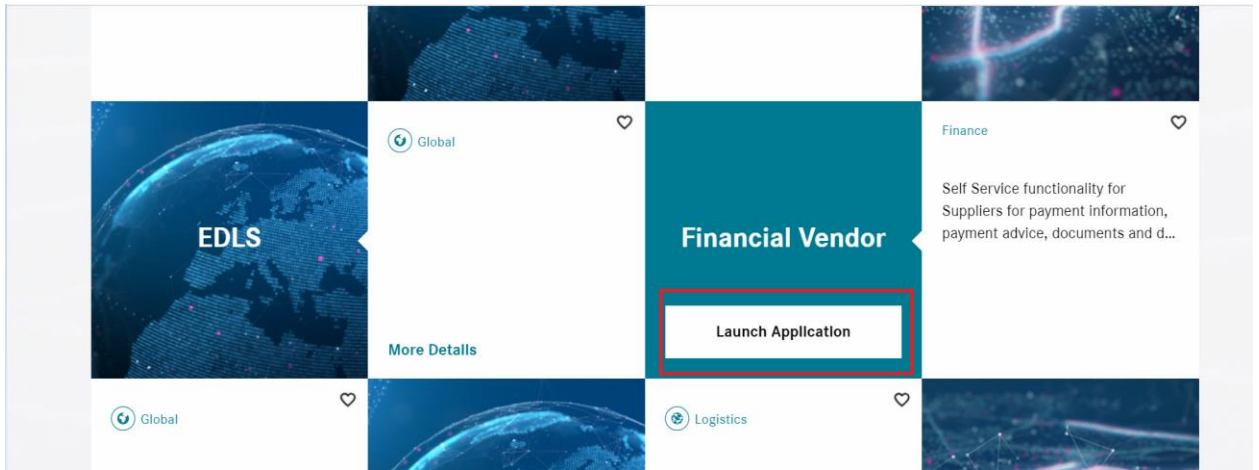 EDLS
Global
More Details
Financial Vendor
Launch Application
Finance
Self Service functionality for
Suppliers for payment information,
payment advice, documents and d...
Global
Logistics